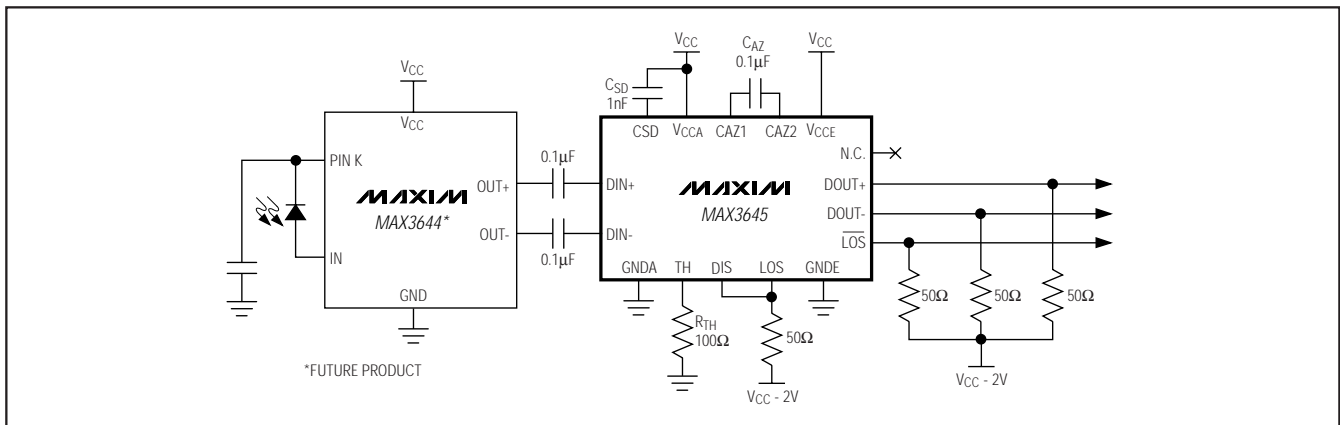 VCC
VCC
PIN K
MAXIM
MAX3644*
OUT+
OUT-
IN
GND
*FUTURE PRODUCT
0.1μF
0.1μF
VCC
CSD
1nF
CAZ
0.1μF
VCC
CSD
VCCA
CAZ1
CAZ2
VCCE
N.C.
DIN+
MAXIM
MAX3645
DOUT+
DOUT-
DIN-
LOS
GNDA
TH
DIS
LOS
GNDE
RTH
100Ω
50Ω
VCC - 2V
50Ω
50Ω
50Ω
VCC - 2V